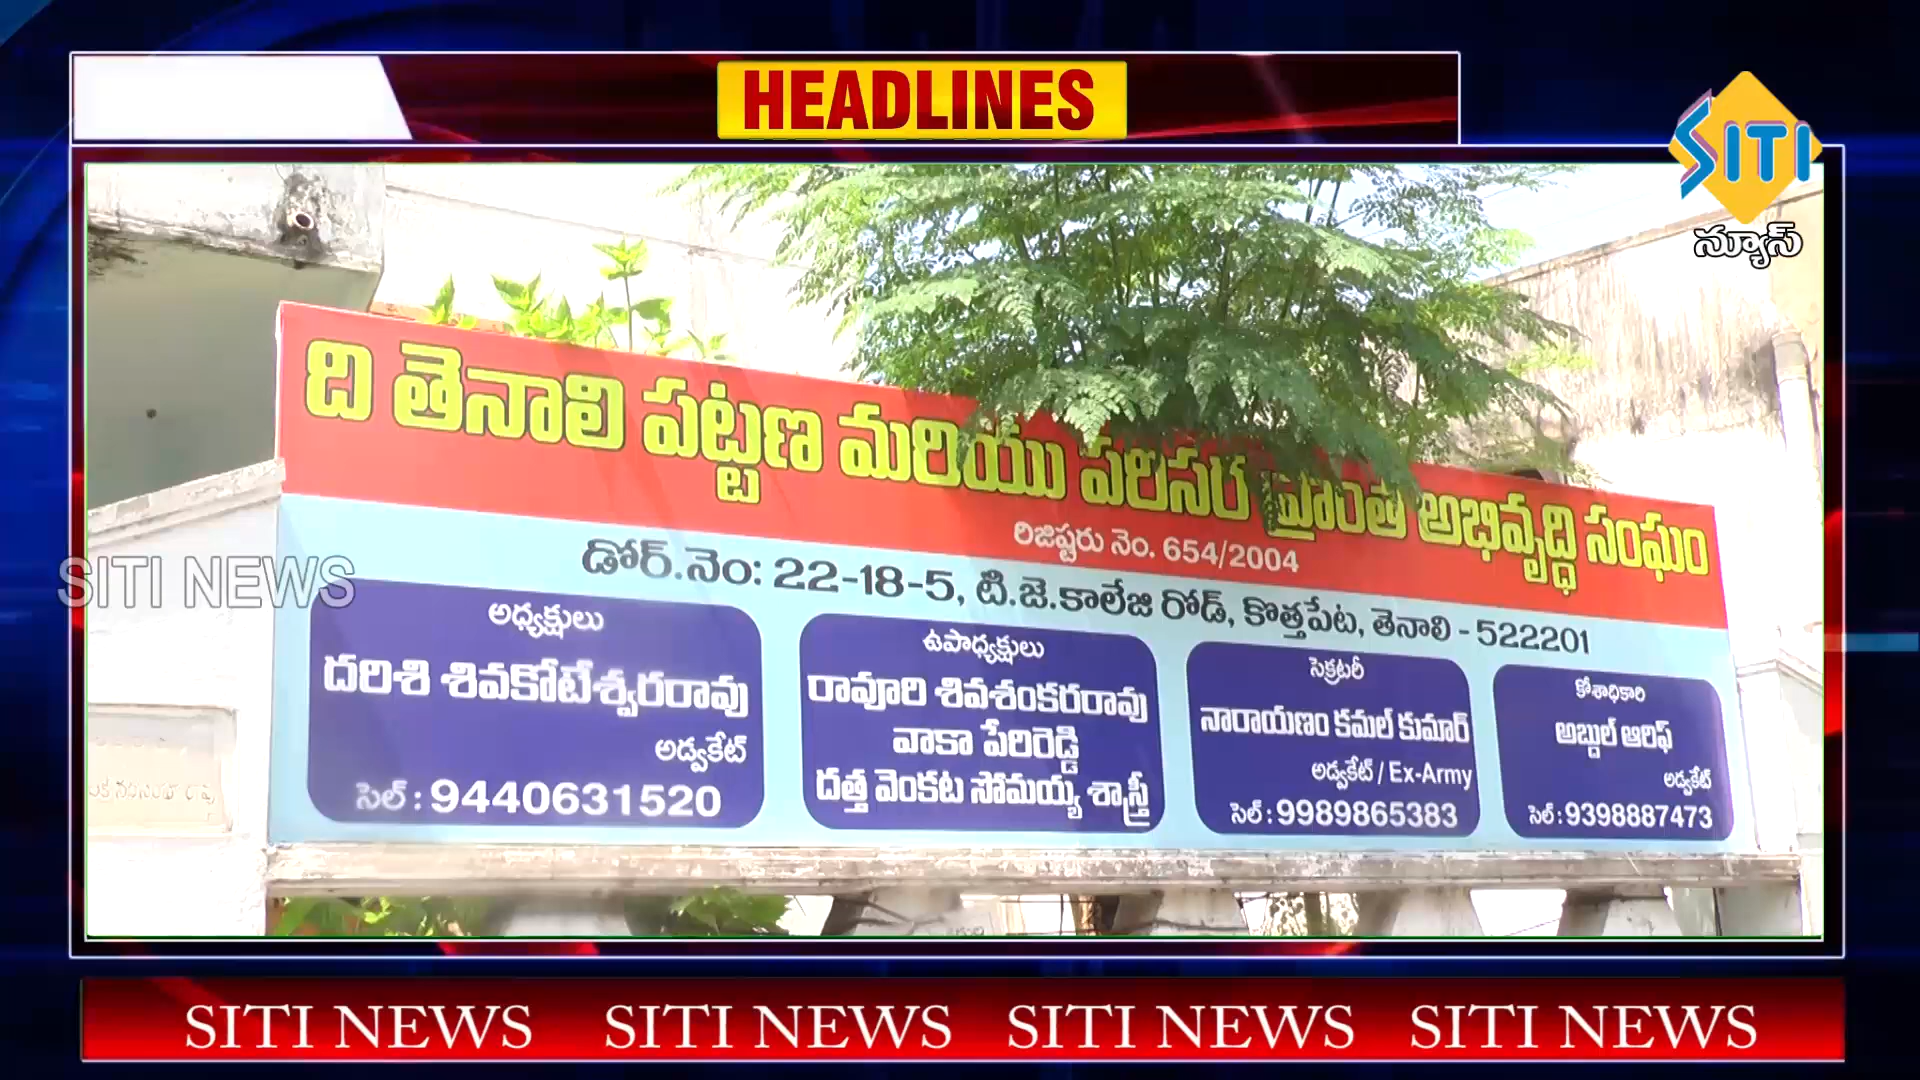 HEADLINES
SITI
న్యూస్
ది తెనాలి పట్టణ మరియు పరిసర ప్రాంత అభివృద్ధి సంఘం
రిజిష్టరు నెం. 654/2004
డోర్.నెం: 22-18-5, టి.జె.కాలేజి రోడ్, కొత్తపేట, తెనాలి - 522201
SITI NEWS
అధ్యక్షులు
దరిశి శివకోటేశ్వరరావు
అడ్వకేట్
సెల్ : 9440631520
ఉపాధ్యక్షులు
రావూరి శివశంకరరావు
వాకా పేరిరెడ్డి
దత్త వెంకట సోమయ్య శాస్త్రి
సెక్రటరీ
నారాయణం కమల్ కుమార్
అడ్వకేట్ / Ex-Army
సెల్ : 9989865383
కోశాధికారి
అబ్దుల్ ఆరిఫ్
అడ్వకేట్
సెల్ : 9398887473
SITI NEWS SITI NEWS SITI NEWS SITI NEWS